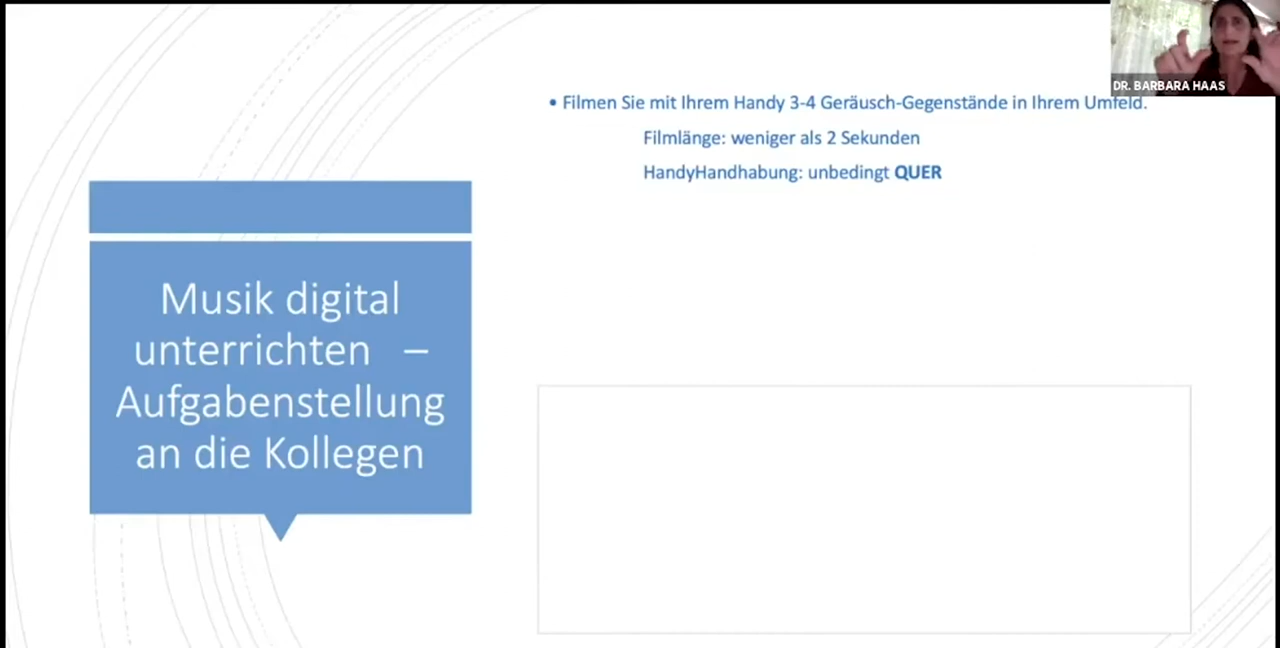 DR. BARBARA HAAS
• Filmen Sie mit Ihrem Handy 3-4 Geräusch-Gegenstände in Ihrem Umfeld.
Filmlänge: weniger als 2 Sekunden
HandyHandhabung: unbedingt QUER
Musik digital
unterrichten –
Aufgabenstellung
an die Kollegen